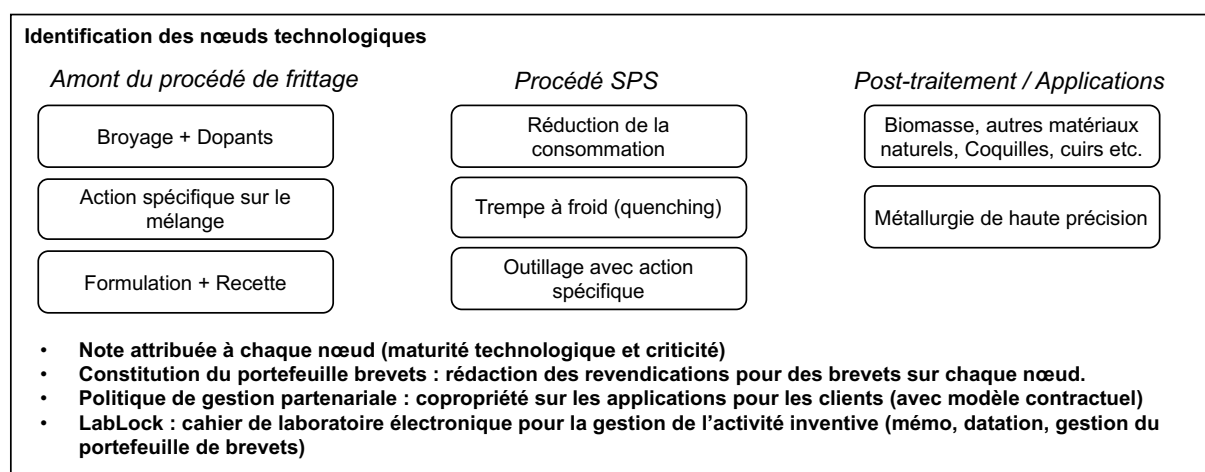 Identification des nœuds technologiques
Amont du procédé de frittage
Broyage + Dopants
Action spécifique sur le
mélange
Formulation + Recette
Procédé SPS
Réduction de la
consommation
Trempe à froid (quenching)
Outillage avec action
spécifique
Post-traitement / Applications
Biomasse, autres matériaux
naturels, Coquilles, cuirs etc.
Métallurgie de haute précision
• Note attribuée à chaque nœud (maturité technologique et criticité)
• Constitution du portefeuille brevets : rédaction des revendications pour des brevets sur chaque nœud.
• Politique de gestion partenariale : copropriété sur les applications pour les clients (avec modèle contractuel)
• LabLock : cahier de laboratoire électronique pour la gestion de l’activité inventive (mémo, datation, gestion du
portefeuille de brevets)